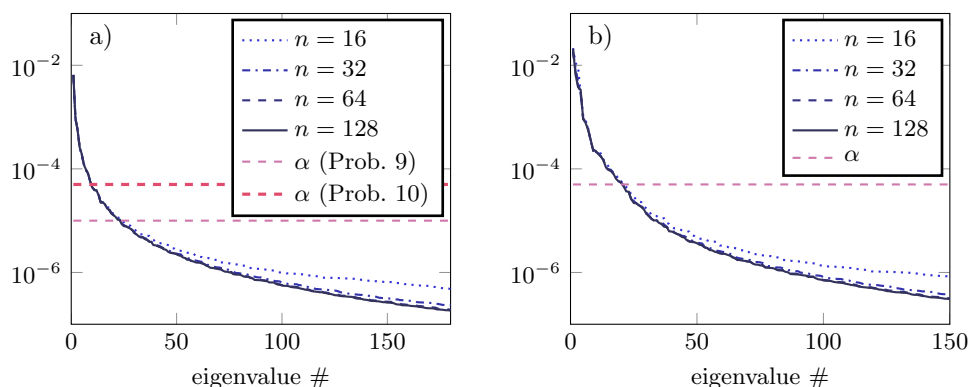 a)
n = 16
n = 32
n = 64
n = 128
α (Prob. 9)
α (Prob. 10)
10⁻²
10⁻⁴
10⁻⁶
0 50 100 150
eigenvalue #
b)
n = 16
n = 32
n = 64
n = 128
α
10⁻²
10⁻⁴
10⁻⁶
0 50 100 150
eigenvalue #